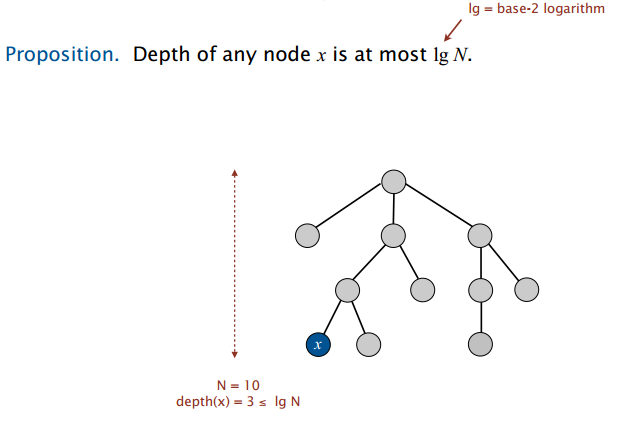 lg = base-2 logarithm
Proposition. Depth of any node x is at most lg N.
x
N = 10
depth(x) = 3 ≤ lg N